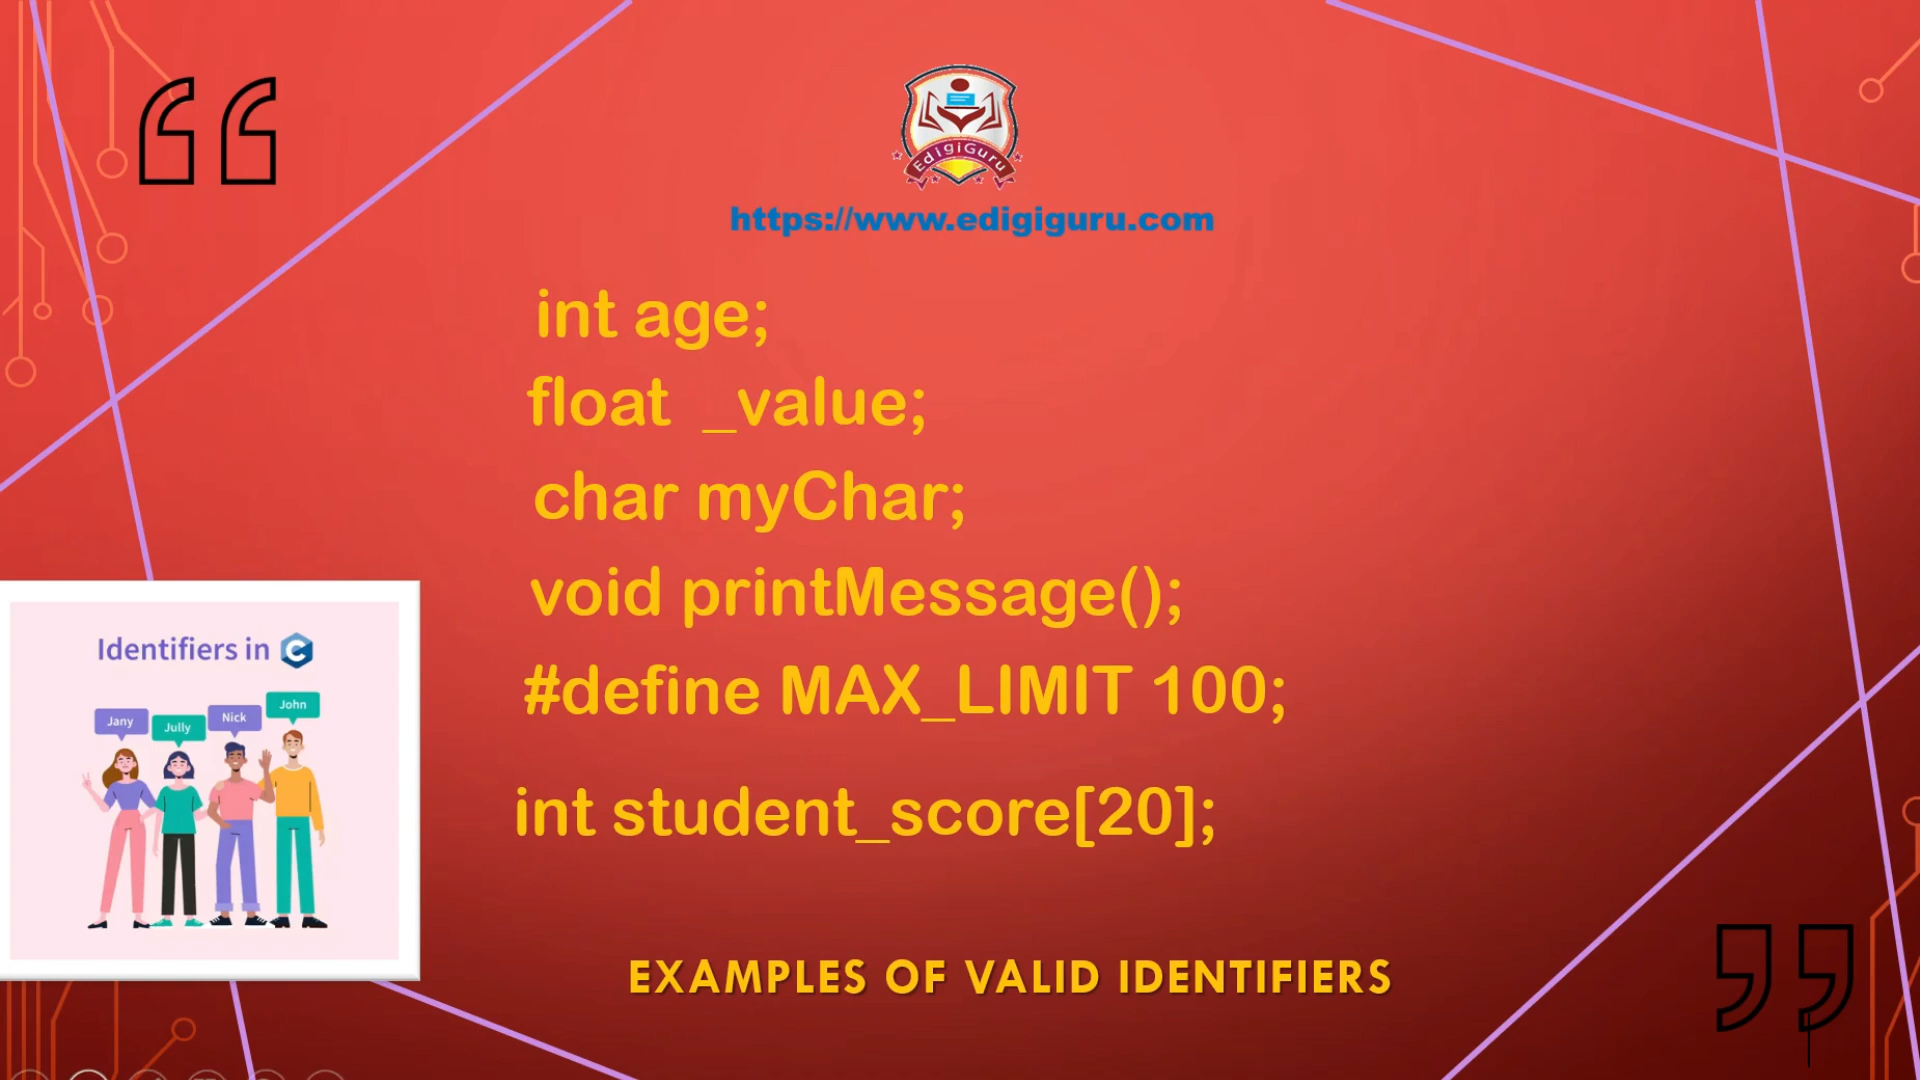 EdigiGuru
https://www.edigiguru.com
int age;
float _value;
char myChar;
void printMessage();
#define MAX_LIMIT 100;
int student_score[20];
Identifiers in C
Jany
Jully
Nick
John
EXAMPLES OF VALID IDENTIFIERS